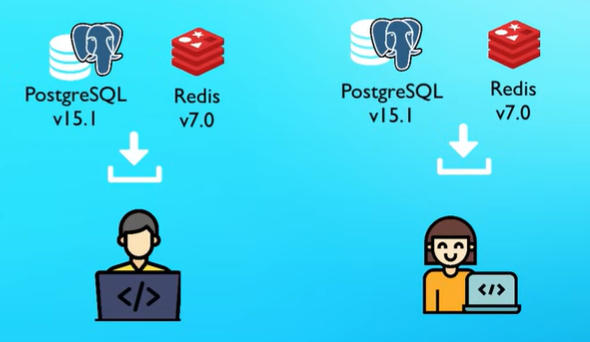 PostgreSQL
v15.1
Redis
v7.0
PostgreSQL
v15.1
Redis
v7.0
</>
</>